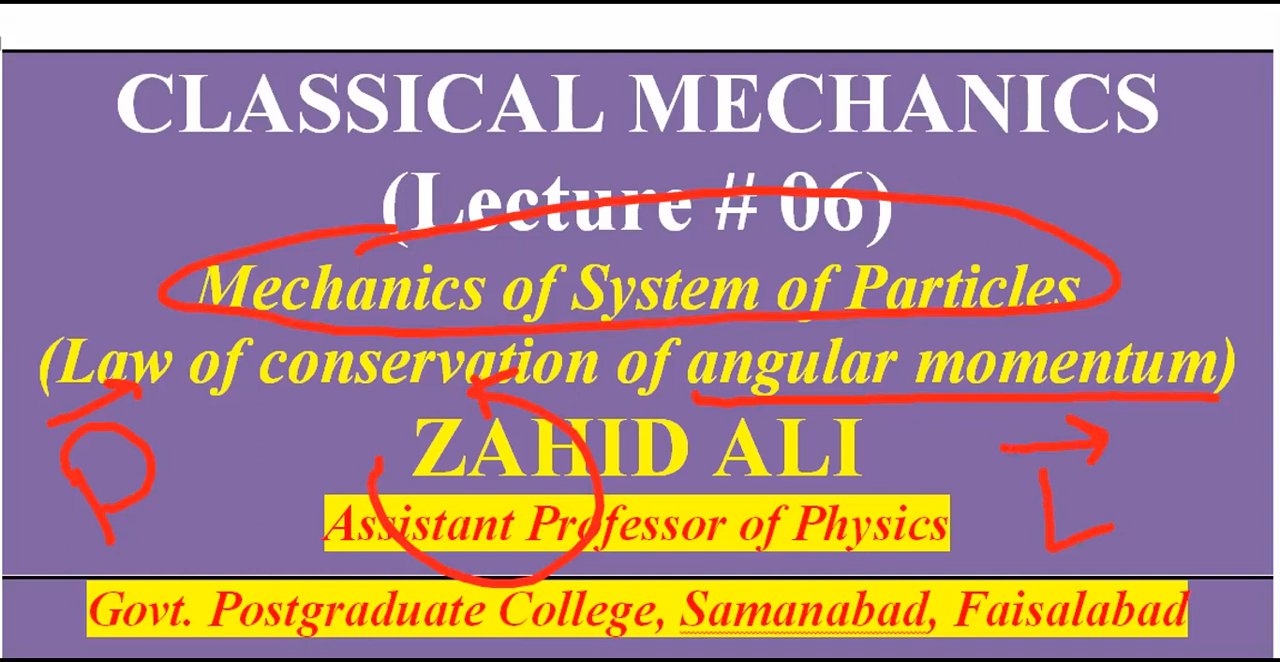 CLASSICAL MECHANICS
(Lecture # 06)
Mechanics of System of Particles
(Law of conservation of angular momentum)
ZAHID ALI
P
L
Assistant Professor of Physics
Govt. Postgraduate College, Samanabad, Faisalabad